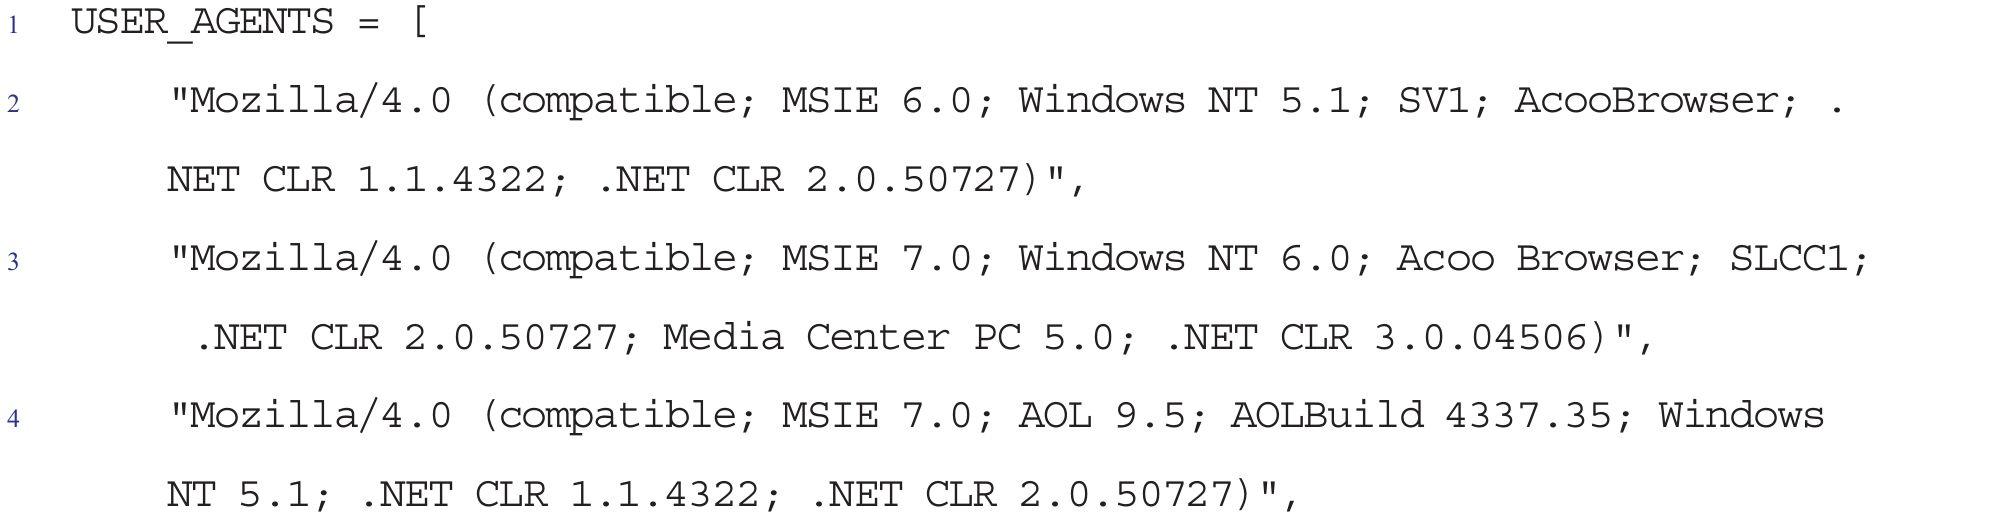 1 USER_AGENTS = [
2 "Mozilla/4.0 (compatible; MSIE 6.0; Windows NT 5.1; SV1; AcooBrowser; .
NET CLR 1.1.4322; .NET CLR 2.0.50727)",
3 "Mozilla/4.0 (compatible; MSIE 7.0; Windows NT 6.0; Acoo Browser; SLCC1;
.NET CLR 2.0.50727; Media Center PC 5.0; .NET CLR 3.0.04506)",
4 "Mozilla/4.0 (compatible; MSIE 7.0; AOL 9.5; AOLBuild 4337.35; Windows
NT 5.1; .NET CLR 1.1.4322; .NET CLR 2.0.50727)",